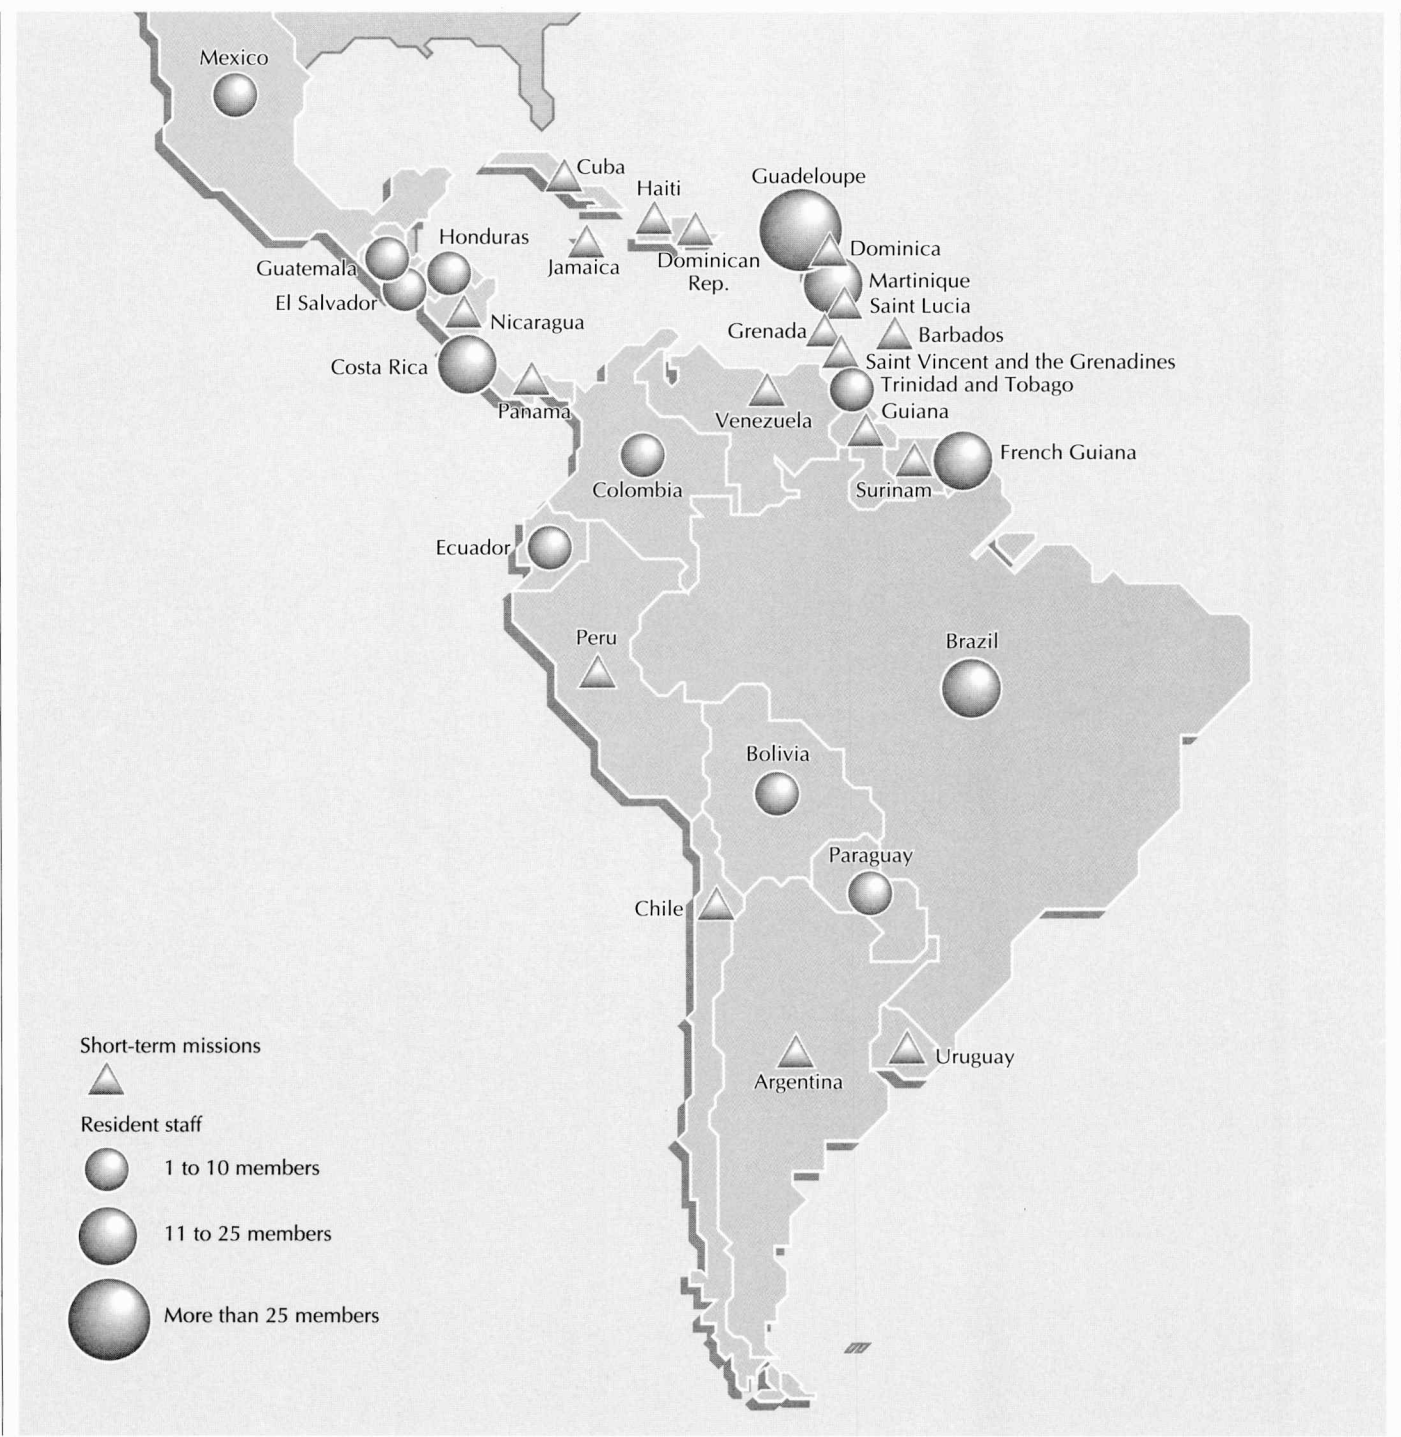 Mexico
Cuba
Guadeloupe
Haiti
Honduras
Dominica
Guatemala
Jamaica
Dominican
Rep.
Martinique
El Salvador
Saint Lucia
Nicaragua
Grenada
Barbados
Saint Vincent and the Grenadines
Costa Rica
Trinidad and Tobago
Panama
Venezuela
Guiana
French Guiana
Colombia
Surinam
Ecuador
Peru
Brazil
Bolivia
Paraguay
Chile
Short-term missions
Uruguay
Argentina
Resident staff
1 to 10 members
11 to 25 members
More than 25 members